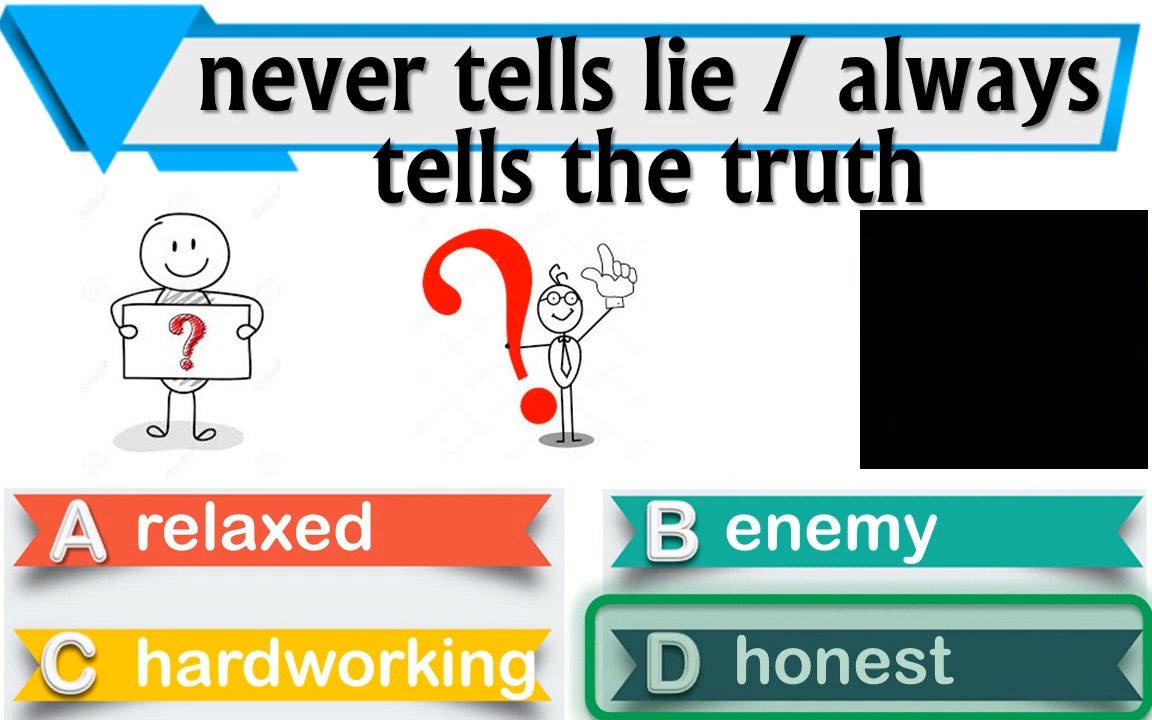 never tells lie / always
tells the truth
?
?
A relaxed
B enemy
C hardworking
D honest